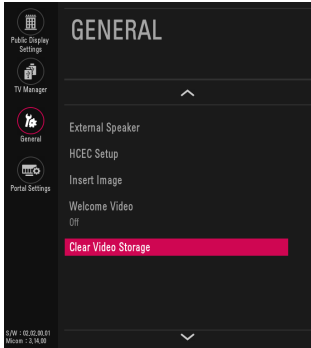 Public Display
Settings
TV Manager
General
Portal Settings
S/W : 02,02,00,01
Micom : 3,14,00
GENERAL
External Speaker
HCEC Setup
Insert Image
Welcome Video
Off
Clear Video Storage